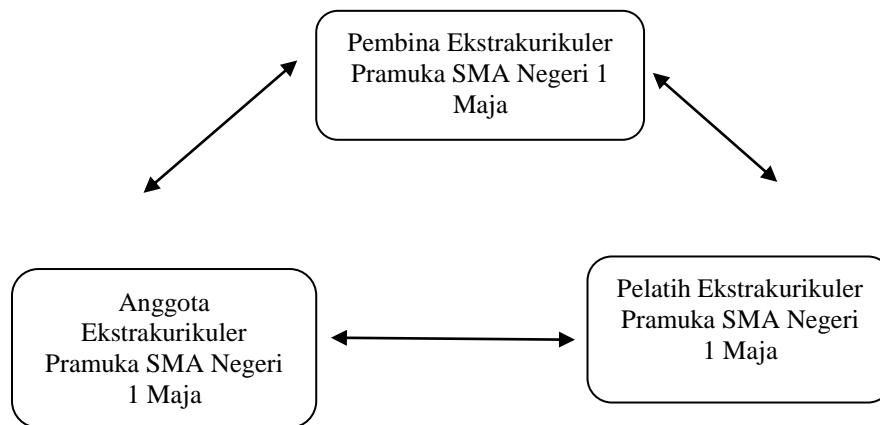 Pembina Ekstrakurikuler
Pramuka SMA Negeri 1
Maja
Anggota
Ekstrakurikuler
Pramuka SMA Negeri
1 Maja
Pelatih Ekstrakurikuler
Pramuka SMA Negeri
1 Maja